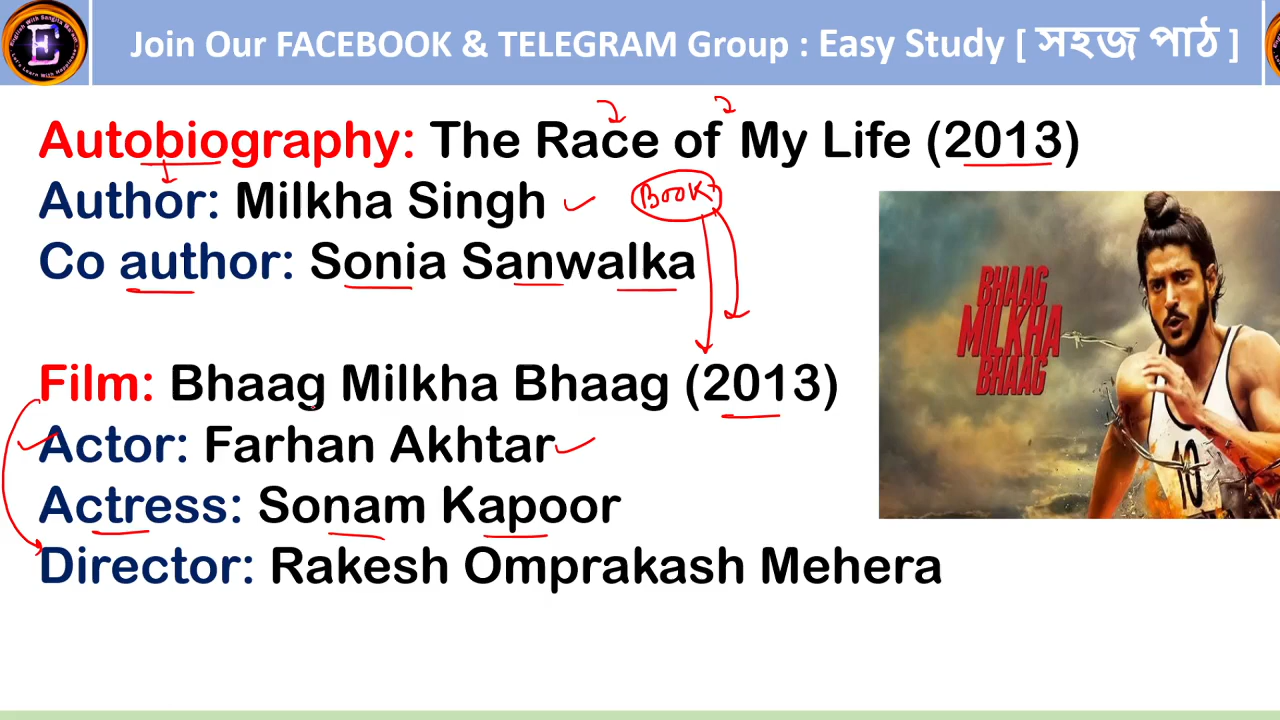 Join Our FACEBOOK & TELEGRAM Group : Easy Study [ সহজ পাঠ ]
E
Autobiography: The Race of My Life (2013)
Author: Milkha Singh
Book
Co author: Sonia Sanwalka
BHAAG
MILKHA
BHAAG
Film: Bhaag Milkha Bhaag (2013)
Actor: Farhan Akhtar
10
Actress: Sonam Kapoor
Director: Rakesh Omprakash Mehera